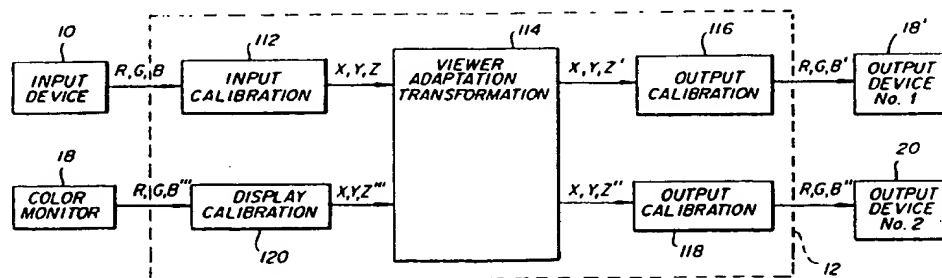 10
INPUT
DEVICE
R, G, B
112
INPUT
CALIBRATION
X, Y, Z
114
VIEWER
ADAPTATION
TRANSFORMATION
X, Y, Z'
116
OUTPUT
CALIBRATION
R, G, B'
18'
OUTPUT
DEVICE
No. 1
18
COLOR
MONITOR
R, G, B'''
DISPLAY
CALIBRATION
120
X, Y, Z'''
X, Y, Z''
OUTPUT
CALIBRATION
118
R, G, B''
20
OUTPUT
DEVICE
No. 2
12